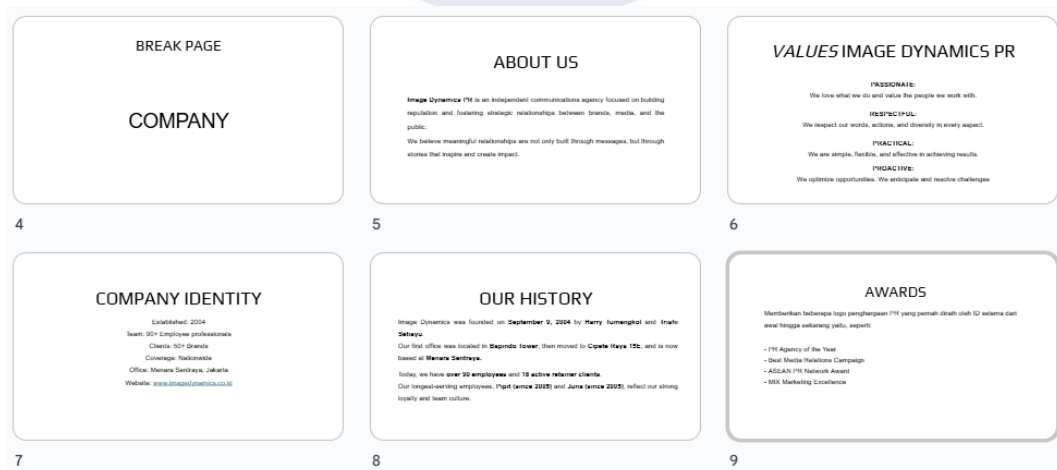 BREAK PAGE
COMPANY
4
ABOUT US
Image Dynamics PR is an independent communications agency focused on building
reputation and fostering strategic relationships between brands, media, and the
public.
We believe meaningful relationships are not only built through messages, but through
stories that inspire and create impact.
5
VALUES IMAGE DYNAMICS PR
PASSIONATE:
We love what we do and value the people we work with.
RESPECTFUL:
We respect our words, actions, and diversity in every aspect.
PRACTICAL:
We are simple, flexible, and effective in achieving results.
PROACTIVE:
We optimize opportunities. We anticipate and resolve challenges
6
COMPANY IDENTITY
Established: 2004
Team: 90+ Employee professionals
Clients: 50+ Brands
Coverage: Nationwide
Office: Menara Sentraya, Jakarta
Website: www.imagedynamics.co.id
7
OUR HISTORY
Image Dynamics was founded on September 9, 2004 by Harry Tumengkol and
Our first office was located in Bapindo Tower, then moved to Cipete Raya 15E, and is now
based at Menara Sentraya.
Today, we have over 90 employees and 18 active retainer clients.
Our longest-serving employees, Pipit (since 2005) and June (since 2005), reflect our strong
loyalty and team culture.
8
AWARDS
Memberikan beberapa logo penghargaan PR yang pernah diraih oleh ID selama dari
awal hingga sekarang yaitu, seperti:
- PR Agency of the Year
- Best Media Relations Campaign
- ASEAN PR Network Award
- MIX Marketing Excellence
9